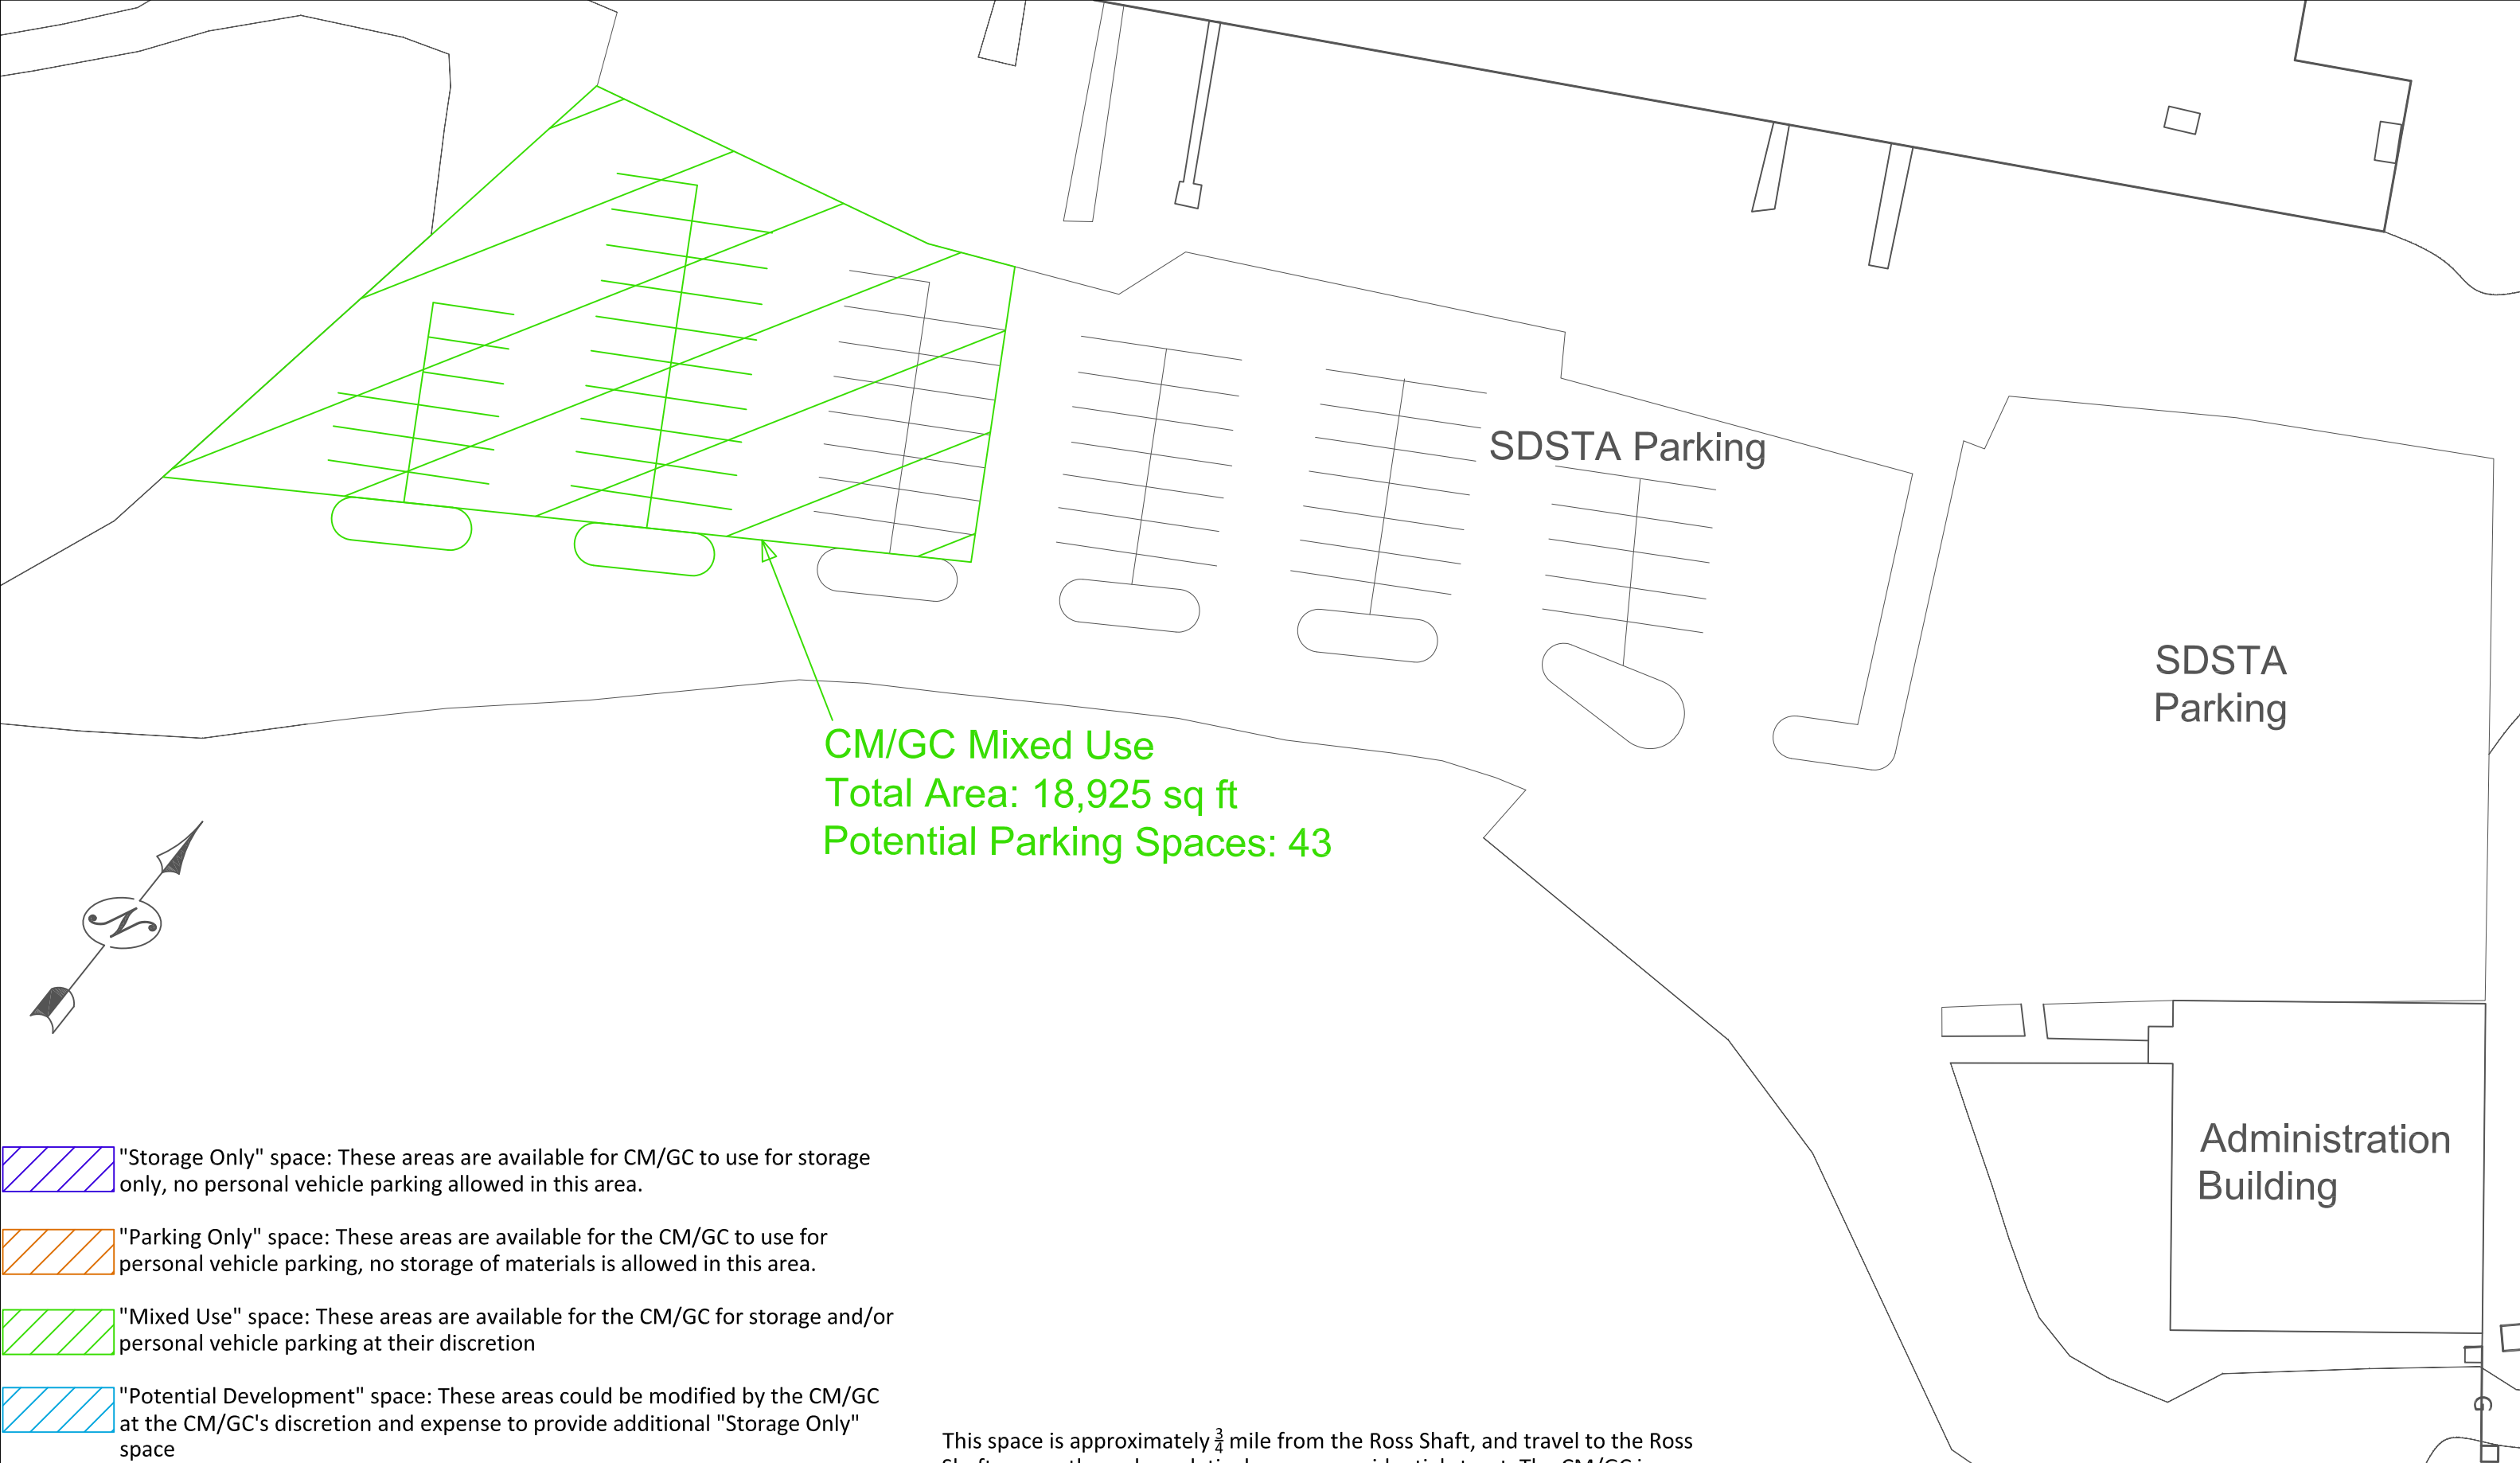 SDSTA Parking
SDSTA
Parking
CM/GC Mixed Use
Total Area: 18,925 sq ft
Potential Parking Spaces: 43
N
Administration
Building
"Storage Only" space: These areas are available for CM/GC to use for storage
only, no personal vehicle parking allowed in this area.
"Parking Only" space: These areas are available for the CM/GC to use for
personal vehicle parking, no storage of materials is allowed in this area.
"Mixed Use" space: These areas are available for the CM/GC for storage and/or
personal vehicle parking at their discretion
"Potential Development" space: These areas could be modified by the CM/GC
at the CM/GC's discretion and expense to provide additional "Storage Only"
space
G
This space is approximately 3/4 mile from the Ross Shaft, and travel to the Ross